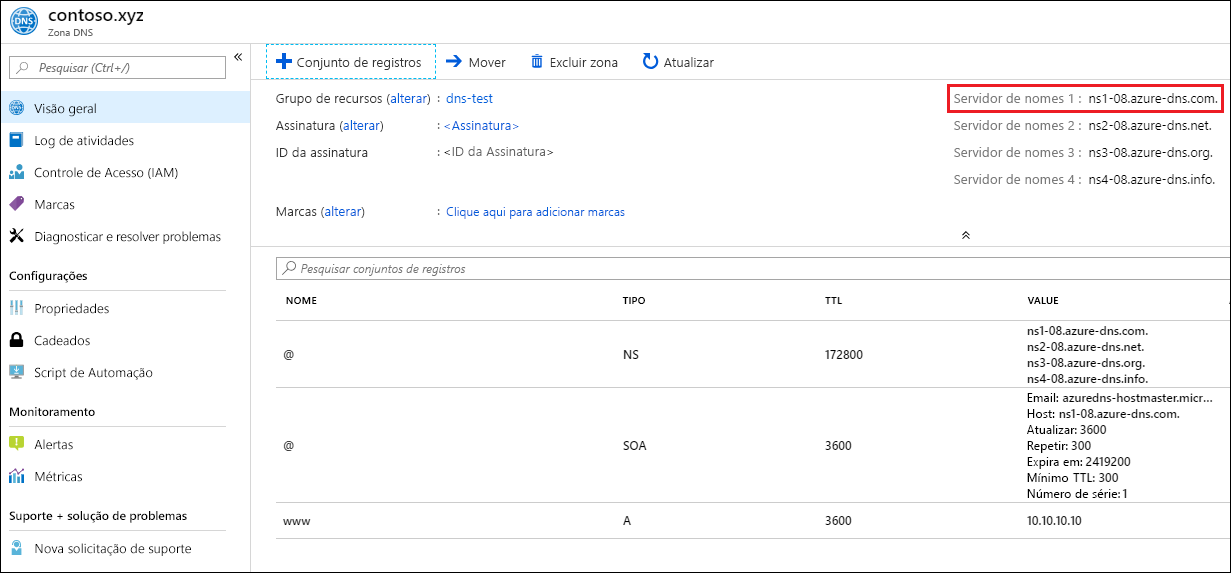 contoso.xyz
Zona DNS
Pesquisar (Ctrl+/)
«
Visão geral
Log de atividades
Controle de Acesso (IAM)
Marcas
Diagnosticar e resolver problemas
Configurações
Propriedades
Cadeados
Script de Automação
Monitoramento
Alertas
Métricas
Suporte + solução de problemas
Nova solicitação de suporte
Conjunto de registros Mover Excluir zona Atualizar
Grupo de recursos (alterar) : dns-test
Assinatura (alterar) : <Assinatura>
ID da assinatura : <ID da Assinatura>
Marcas (alterar) : Clique aqui para adicionar marcas
Servidor de nomes 1 : ns1-08.azure-dns.com.
Servidor de nomes 2 : ns2-08.azure-dns.net.
Servidor de nomes 3 : ns3-08.azure-dns.org.
Servidor de nomes 4 : ns4-08.azure-dns.info.
Pesquisar conjuntos de registros
NOME TIPO TTL VALUE
@ NS 172800
ns1-08.azure-dns.com.
ns2-08.azure-dns.net.
ns3-08.azure-dns.org.
ns4-08.azure-dns.info.
@ SOA 3600
Email: azuredns-hostmaster.micr...
Host: ns1-08.azure-dns.com.
Atualizar: 3600
Repetir: 300
Expira em: 2419200
Mínimo TTL: 300
Número de série: 1
www A 3600 10.10.10.10